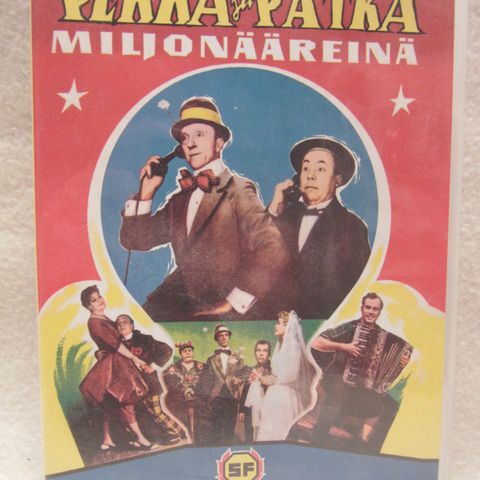 PEKKA ja PÄTKÄ
MILJONÄÄREINÄ
SF